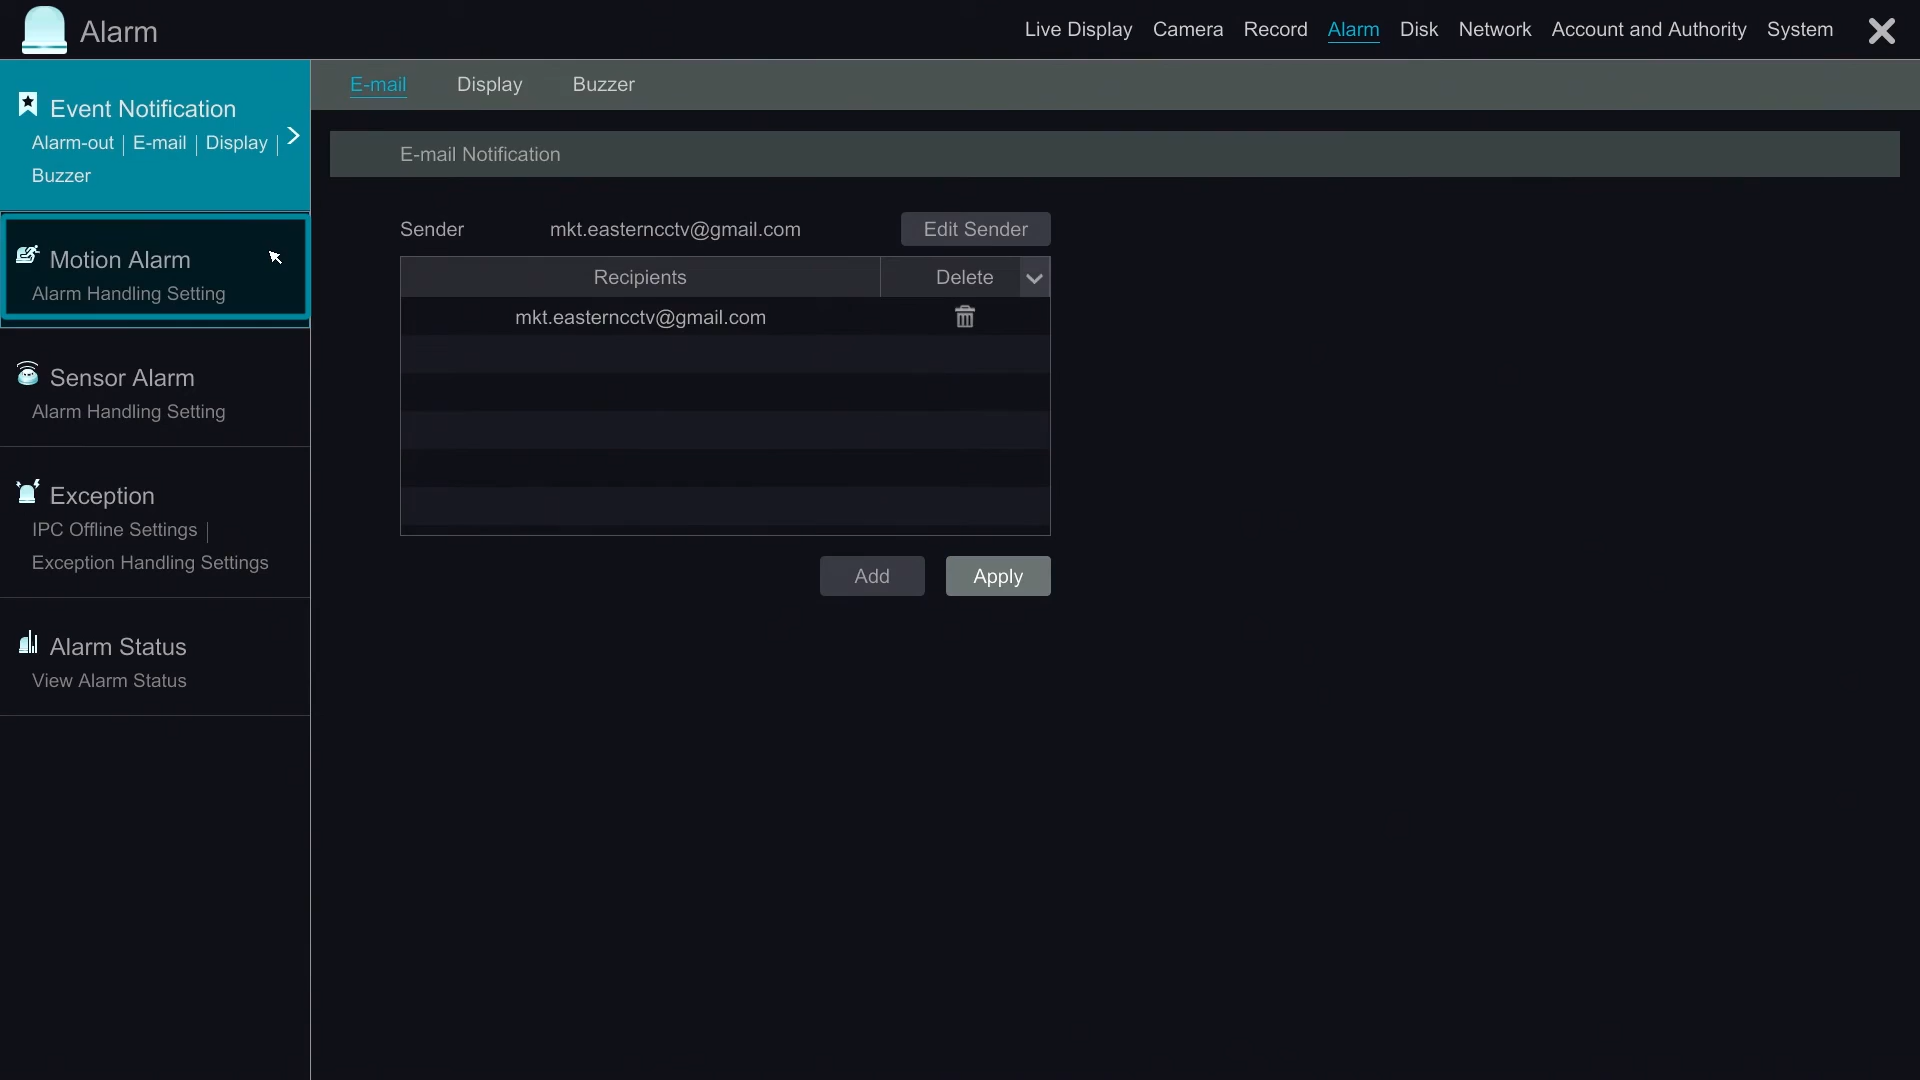 Alarm
Live Display Camera Record Alarm Disk Network Account and Authority System
Event Notification
Alarm-out | E-mail | Display |
Buzzer
Motion Alarm
Alarm Handling Setting
Sensor Alarm
Alarm Handling Setting
Exception
IPC Offline Settings |
Exception Handling Settings
Alarm Status
View Alarm Status
E-mail Display Buzzer
E-mail Notification
Sender mkt.easterncctv@gmail.com Edit Sender
Recipients Delete
mkt.easterncctv@gmail.com
Add Apply